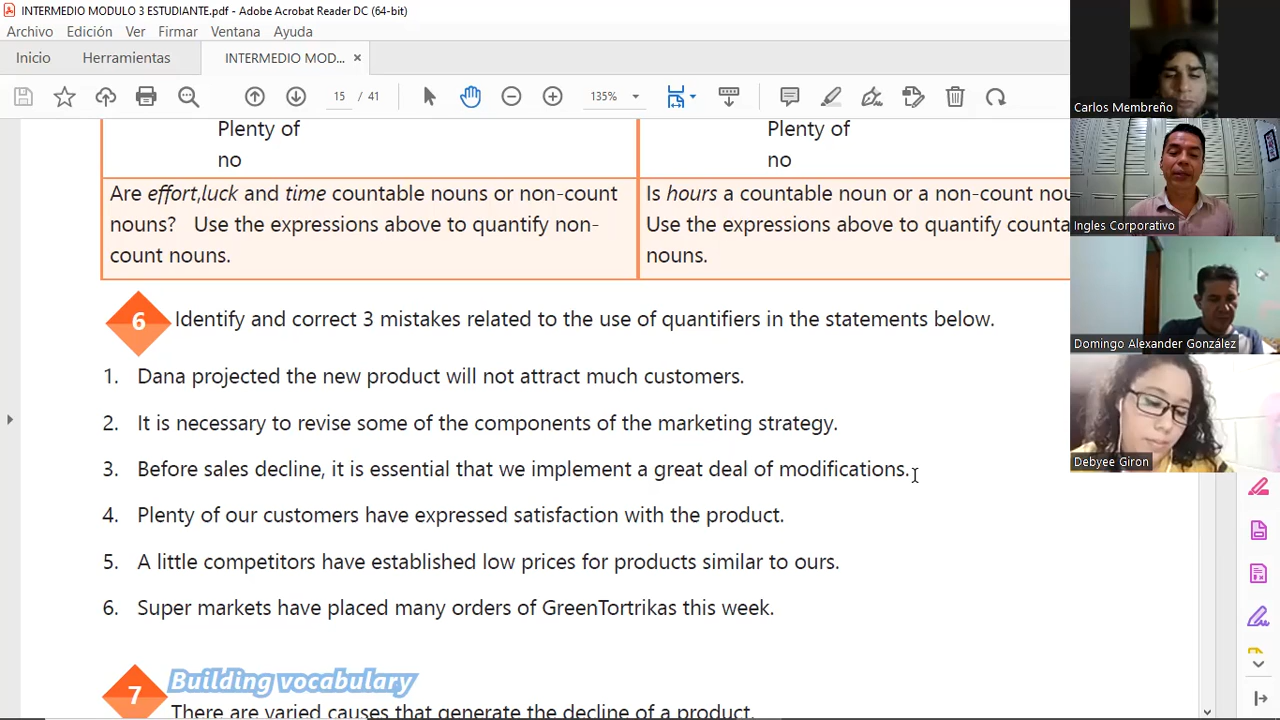 INTERMEDIO MODULO 3 ESTUDIANTE.pdf - Adobe Acrobat Reader DC (64-bit)
Archivo Edición Ver Firmar Ventana Ayuda
Inicio Herramientas INTERMEDIO MOD... ×
15 / 41 135%
Plenty of Plenty of
no no
Are effort,luck and time countable nouns or non-count
nouns? Use the expressions above to quantify non-
count nouns.
Is hours a countable noun or a non-count nou
Use the expressions above to quantify counta
nouns.
6 Identify and correct 3 mistakes related to the use of quantifiers in the statements below.
1. Dana projected the new product will not attract much customers.
2. It is necessary to revise some of the components of the marketing strategy.
3. Before sales decline, it is essential that we implement a great deal of modifications.
4. Plenty of our customers have expressed satisfaction with the product.
5. A little competitors have established low prices for products similar to ours.
6. Super markets have placed many orders of GreenTortrikas this week.
7 Building vocabulary
There are varied causes that generate the decline of a product.
Carlos Membreño
Ingles Corporativo
Domingo Alexander González
Debyee Giron